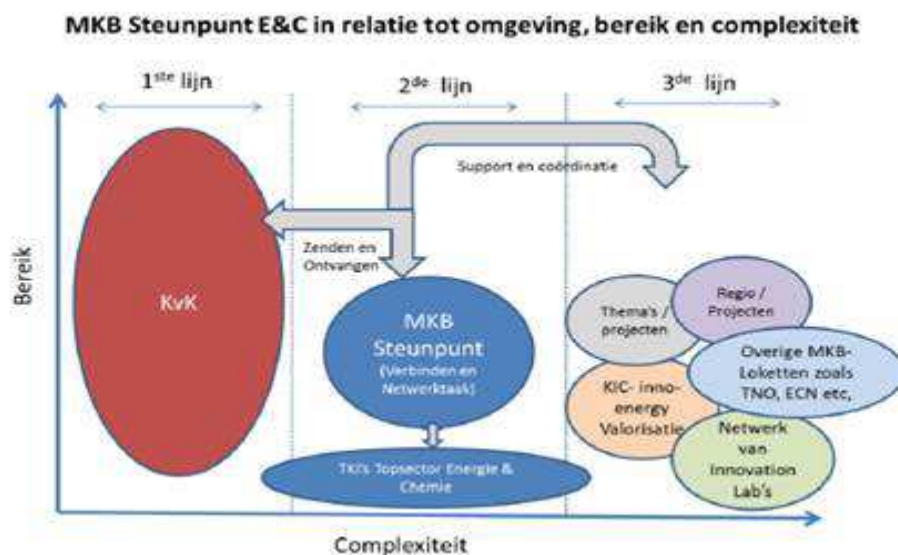 MKB Steunpunt E&C in relatie tot omgeving, bereik en complexiteit
1ste lijn
2de lijn
3de lijn
Support en coördinatie
Zenden en
Ontvangen
Bereik
KvK
MKB
Steunpunt
(Verbinden en
Netwerktaak)
TKI's Topsector Energie &
Chemie
Thema's /
projecten
Regio /
Projecten
Overige MKB-
Loketten zoals
TNO, ECN etc,
KIC- inno-
energy
Valorisatie
Netwerk
van
Innovation
Lab's
Complexiteit